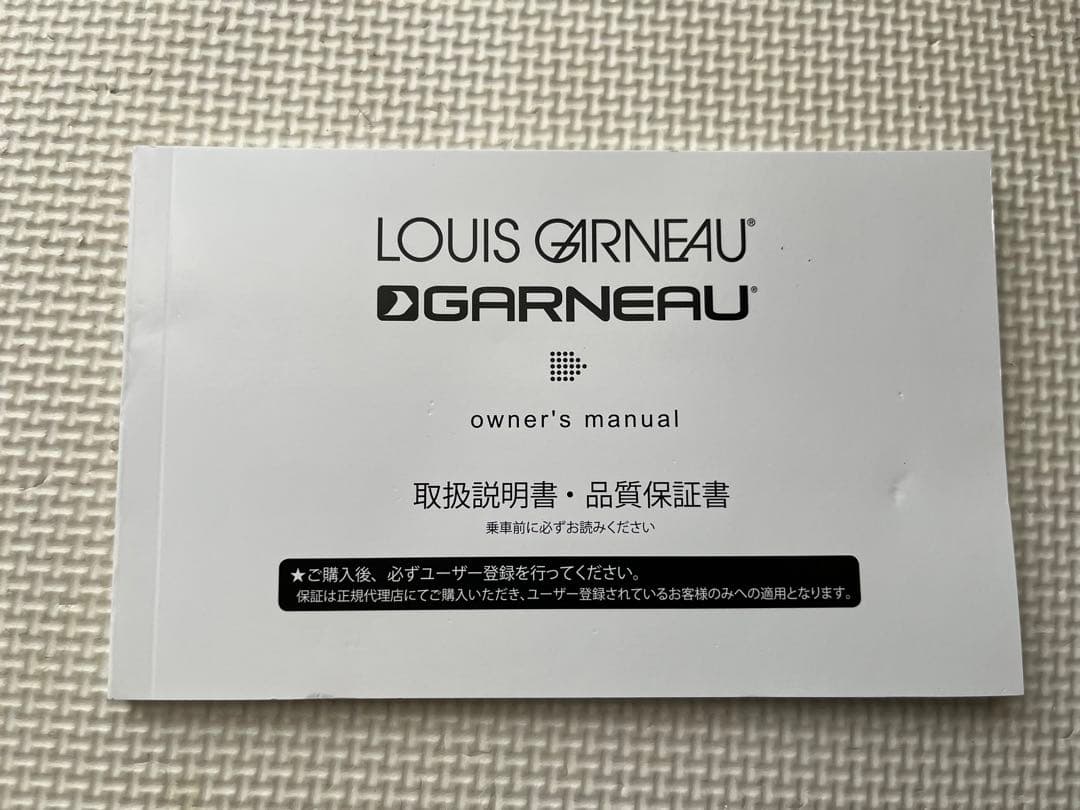 LOUIS GARNEAU®
GARNEAU®
owner's manual
取扱説明書・品質保証書
乗車前に必ずお読みください
★ご購入後、必ずユーザー登録を行ってください。
保証は正規代理店にてご購入いただき、ユーザー登録されているお客様のみへの適用となります。